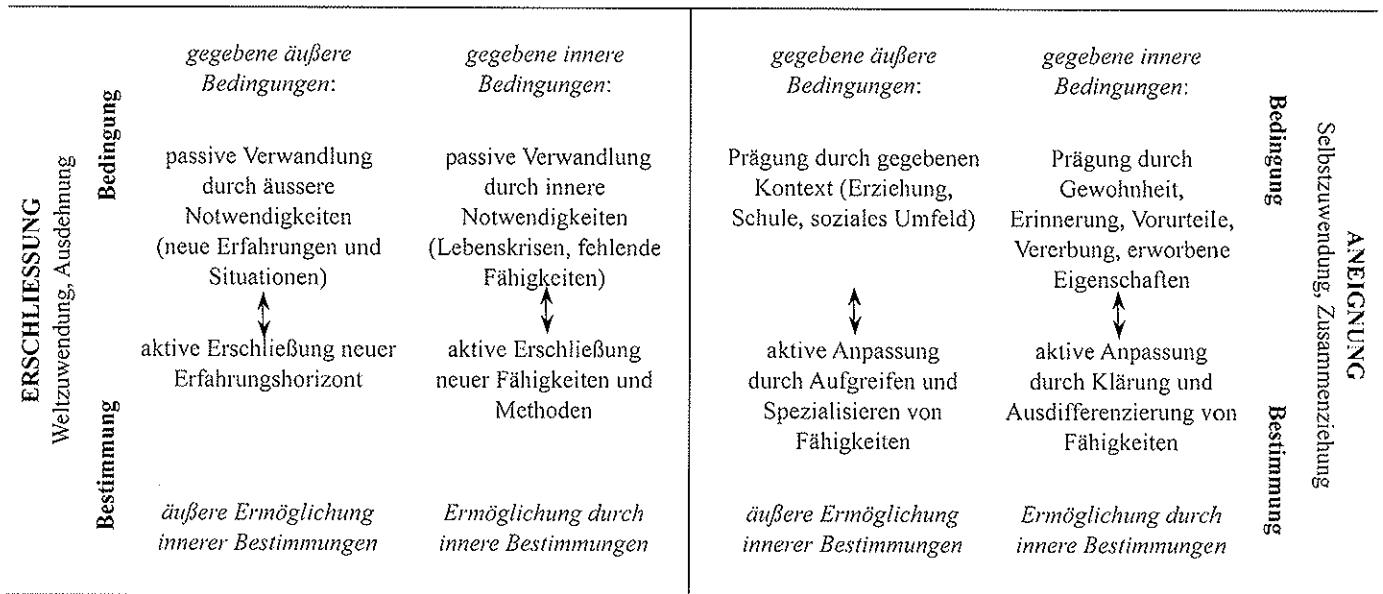 ERSCHLIESSUNG
Weltzuwendung, Ausdehnung
Bedingung
Bestimmung
gegebene äußere
Bedingungen:
passive Verwandlung
durch äussere
Notwendigkeiten
(neue Erfahrungen und
Situationen)
aktive Erschließung neuer
Erfahrungshorizont
äußere Ermöglichung
innerer Bestimmungen
gegebene innere
Bedingungen:
passive Verwandlung
durch innere
Notwendigkeiten
(Lebenskrisen, fehlende
Fähigkeiten)
aktive Erschließung
neuer Fähigkeiten und
Methoden
Ermöglichung durch
innere Bestimmungen
gegebene äußere
Bedingungen:
Prägung durch gegebenen
Kontext (Erziehung,
Schule, soziales Umfeld)
aktive Anpassung
durch Aufgreifen und
Spezialisieren von
Fähigkeiten
äußere Ermöglichung
innerer Bestimmungen
gegebene innere
Bedingungen:
Prägung durch
Gewohnheit,
Erinnerung, Vorurteile,
Vererbung, erworbene
Eigenschaften
aktive Anpassung
durch Klärung und
Ausdifferenzierung von
Fähigkeiten
Ermöglichung durch
innere Bestimmungen
Bedingung
Bestimmung
Selbstzuwendung, Zusammenziehung
ANEIGNUNG